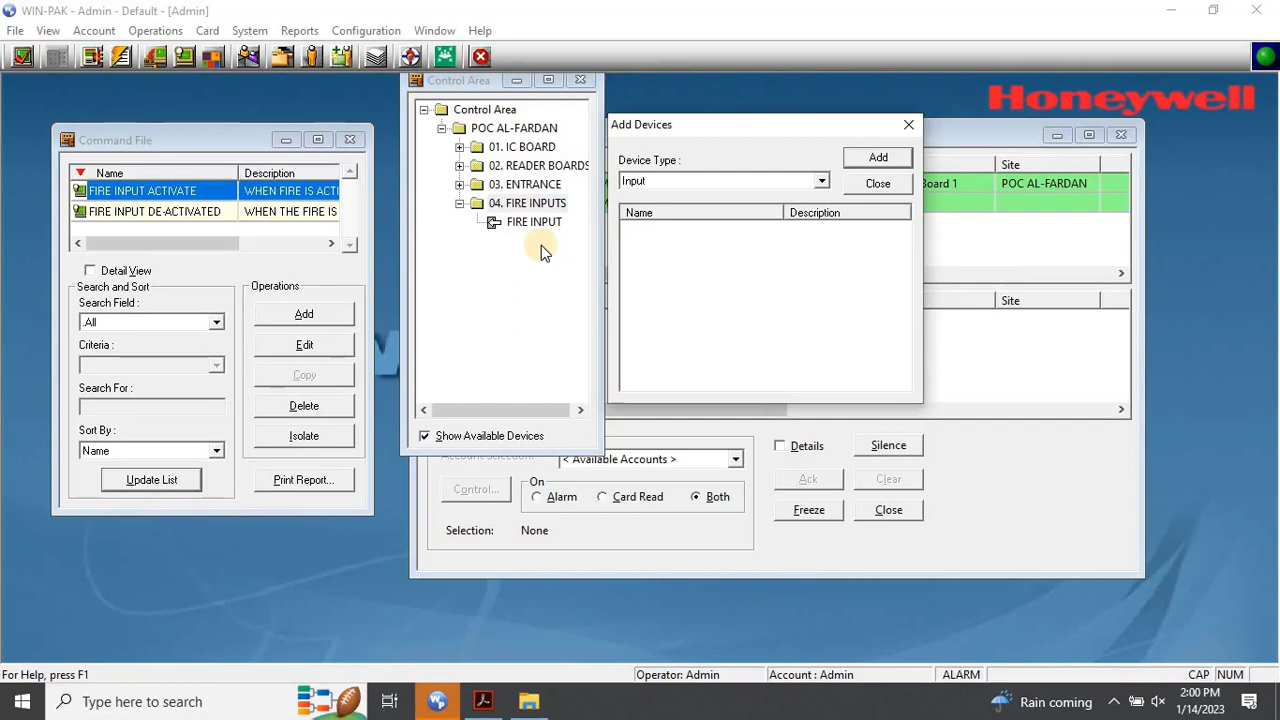 WIN-PAK - Admin - Default - [Admin]
File View Account Operations Card System Reports Configuration Window Help
Honeywell
Command File
Name Description
FIRE INPUT ACTIVATE WHEN FIRE IS ACTI
FIRE INPUT DE-ACTIVATED WHEN THE FIRE IS
Detail View
Search and Sort
Search Field :
.All
Criteria :
Search For :
Sort By :
Name
Update List
Operations
Add
Edit
Copy
Delete
Isolate
Print Report...
Control Area
Control Area
POC AL-FARDAN
01. IC BOARD
02. READER BOARDS
03. ENTRANCE
04. FIRE INPUTS
FIRE INPUT
Show Available Devices
Add Devices
Device Type :
Input
Add
Close
Name Description
Site
Board 1 POC AL-FARDAN
Site
Account Selection:
< Available Accounts >
Control...
On
Alarm Card Read Both
Selection: None
Details
Silence
Ack
Clear
Freeze
Close
For Help, press F1
Operator: Admin
Account : Admin
ALARM
CAP NUM
Type here to search
Rain coming
2:00 PM
1/14/2023